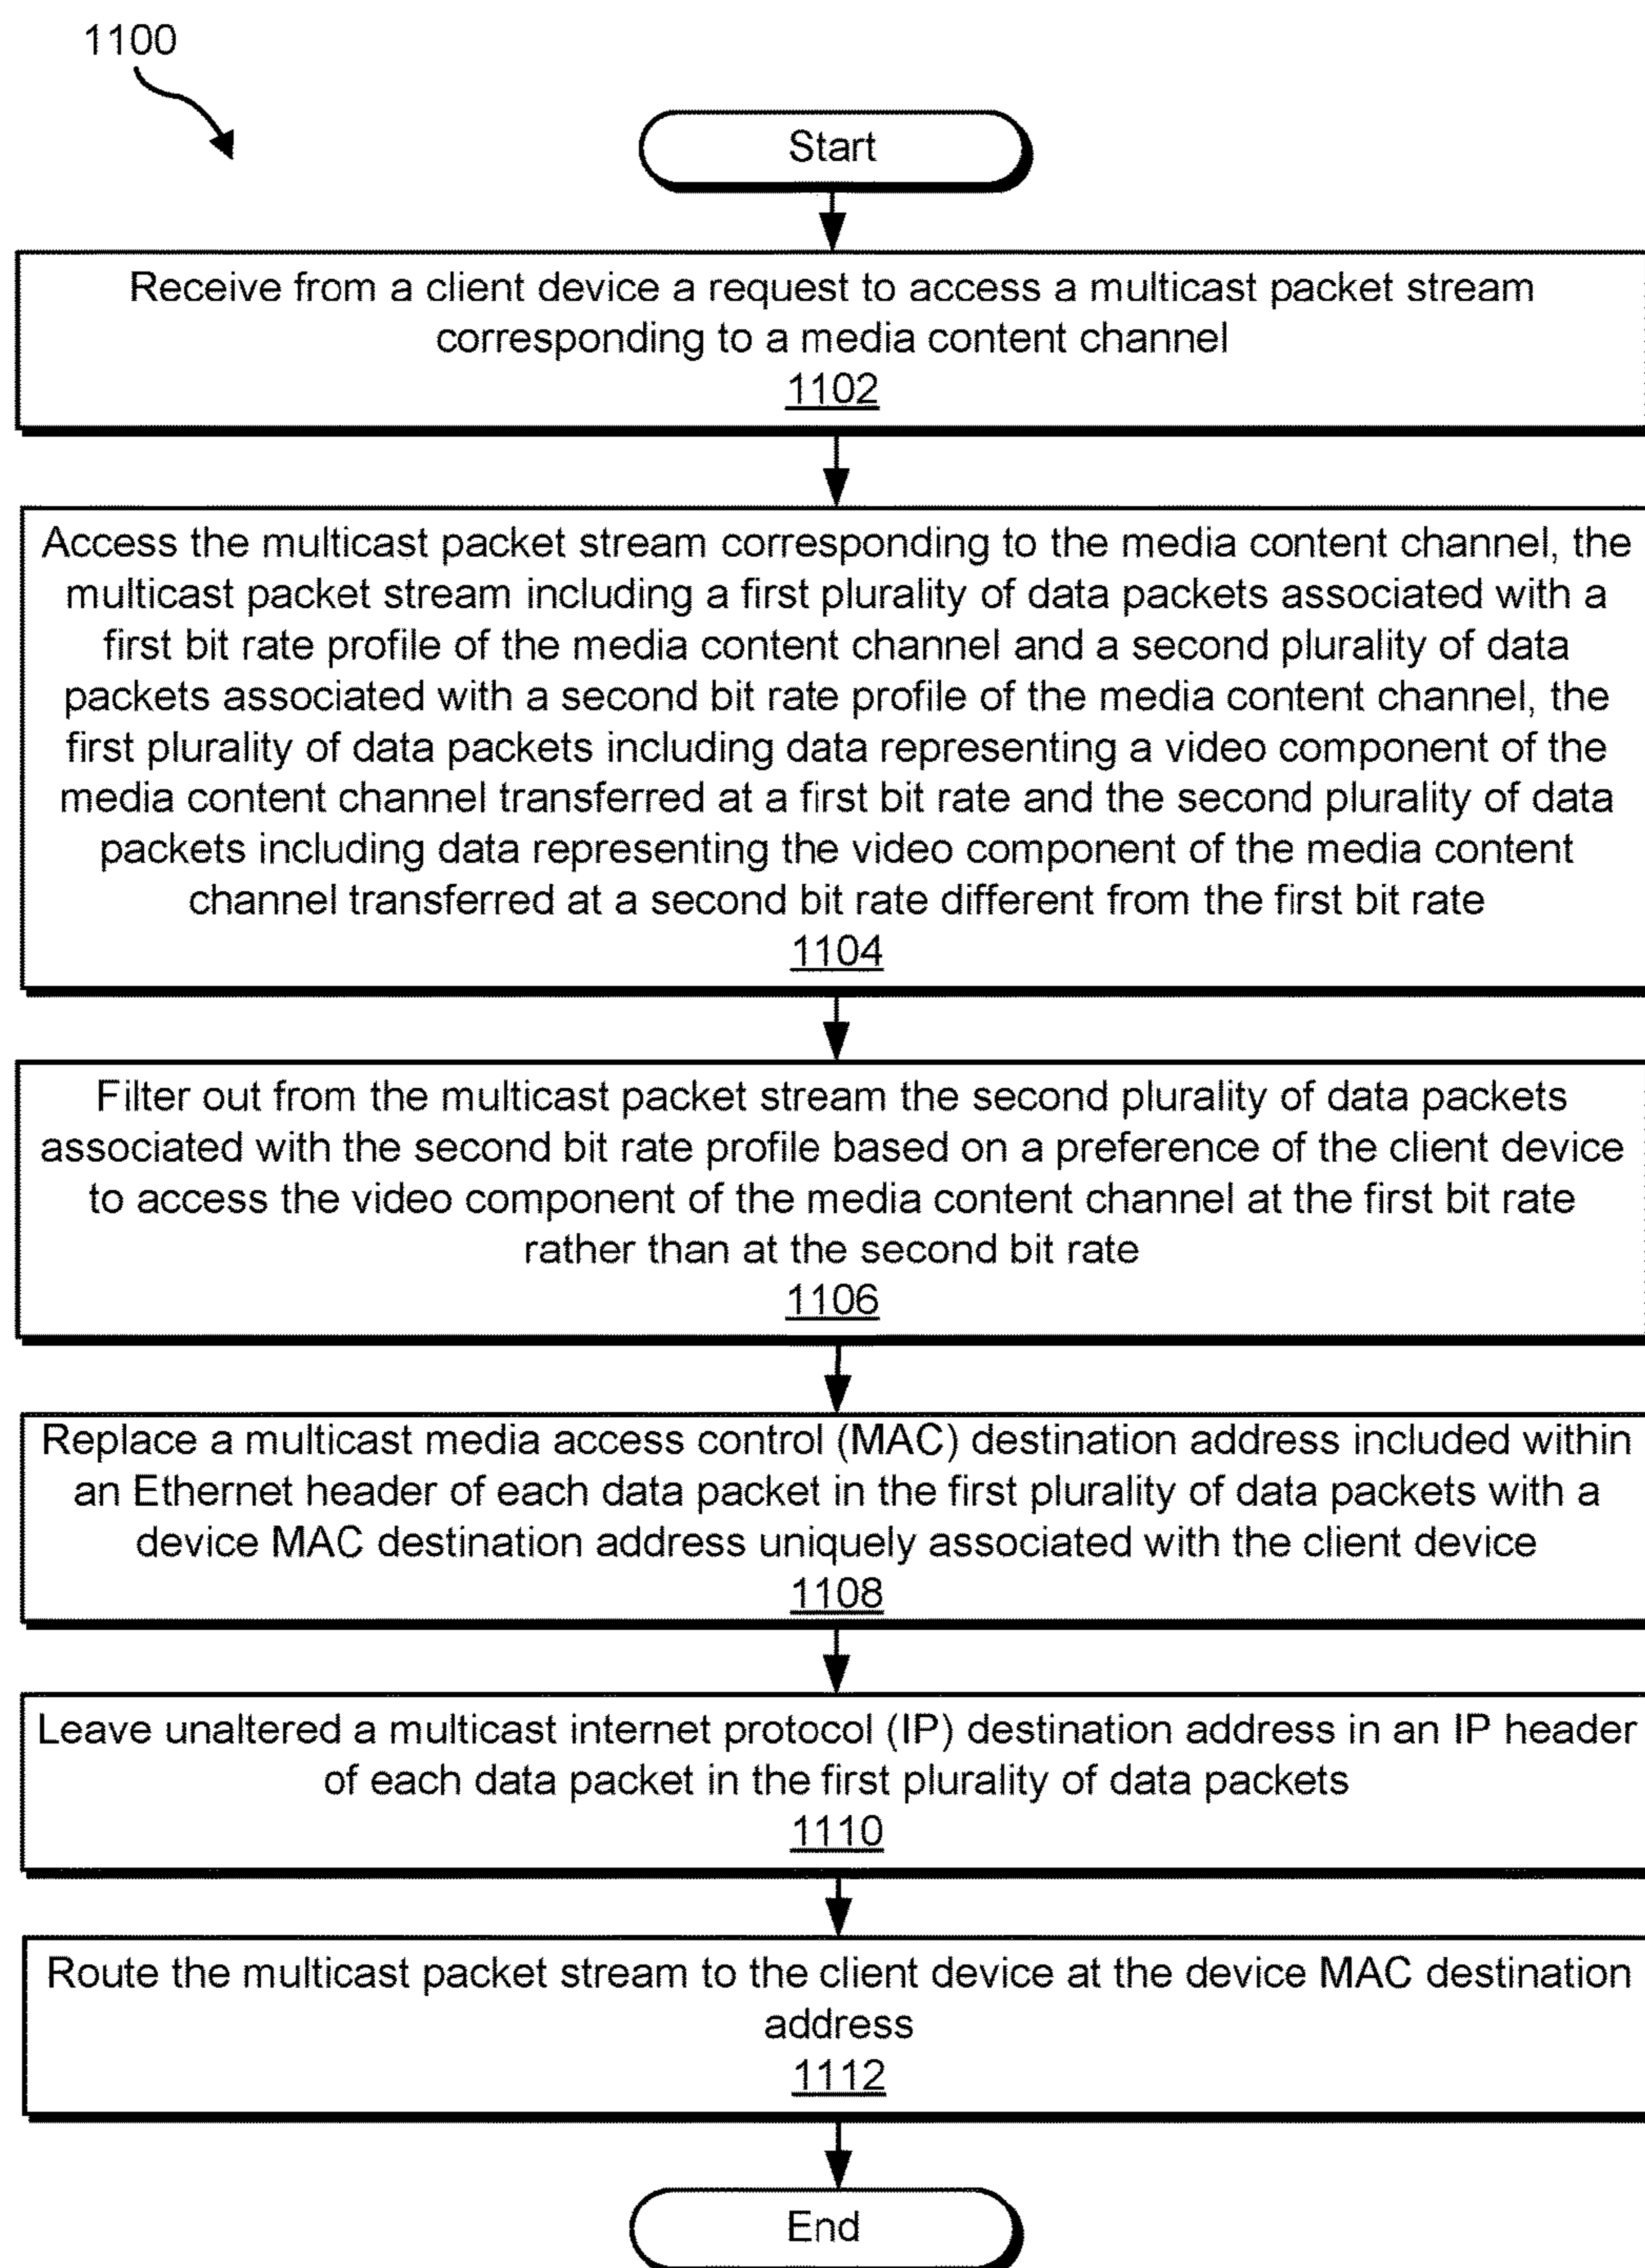 1100
Start
Receive from a client device a request to access a multicast packet stream
corresponding to a media content channel
1102
Access the multicast packet stream corresponding to the media content channel, the
multicast packet stream including a first plurality of data packets associated with a
first bit rate profile of the media content channel and a second plurality of data
packets associated with a second bit rate profile of the media content channel, the
first plurality of data packets including data representing a video component of the
media content channel transferred at a first bit rate and the second plurality of data
packets including data representing the video component of the media content
channel transferred at a second bit rate different from the first bit rate
1104
Filter out from the multicast packet stream the second plurality of data packets
associated with the second bit rate profile based on a preference of the client device
to access the video component of the media content channel at the first bit rate
rather than at the second bit rate
1106
Replace a multicast media access control (MAC) destination address included within
an Ethernet header of each data packet in the first plurality of data packets with a
device MAC destination address uniquely associated with the client device
1108
Leave unaltered a multicast internet protocol (IP) destination address in an IP header
of each data packet in the first plurality of data packets
1110
Route the multicast packet stream to the client device at the device MAC destination
address
1112
End